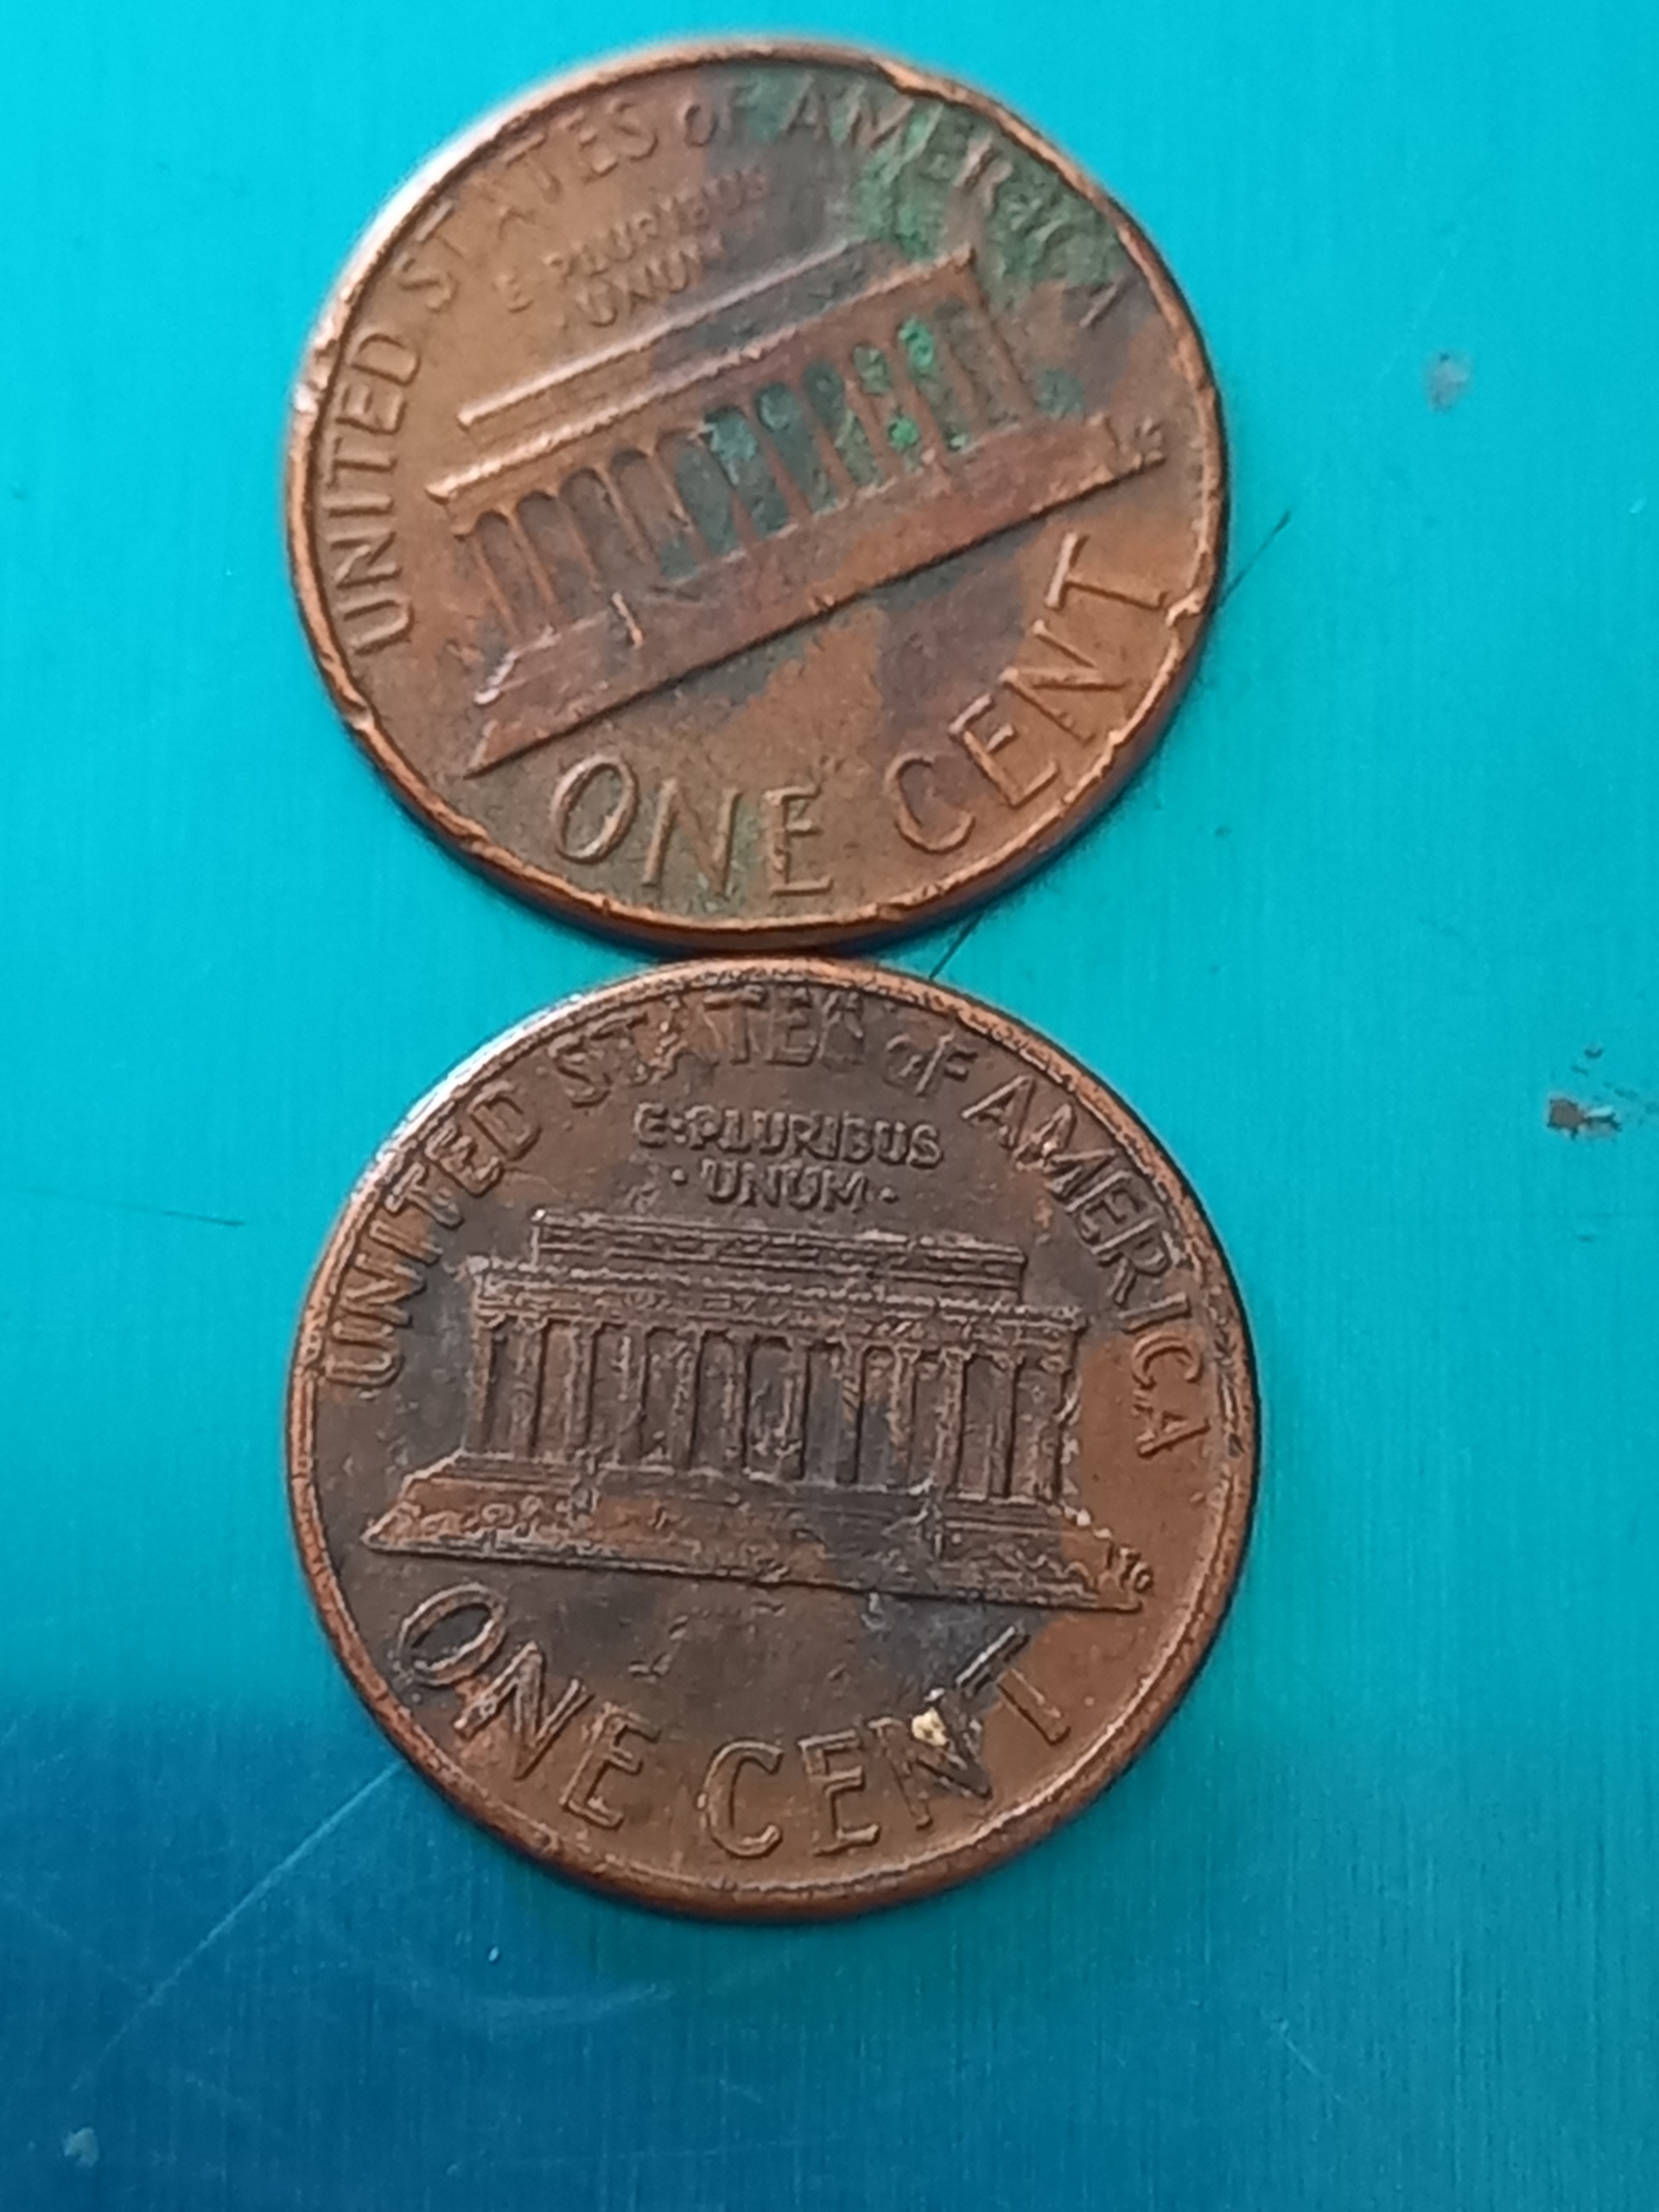 UNITED STATES OF AMERICA
E PLURIBUS
UNUM
ONE CENT
UNITED STATES OF AMERICA
E·PLURIBUS
·UNUM·
ONE CENT